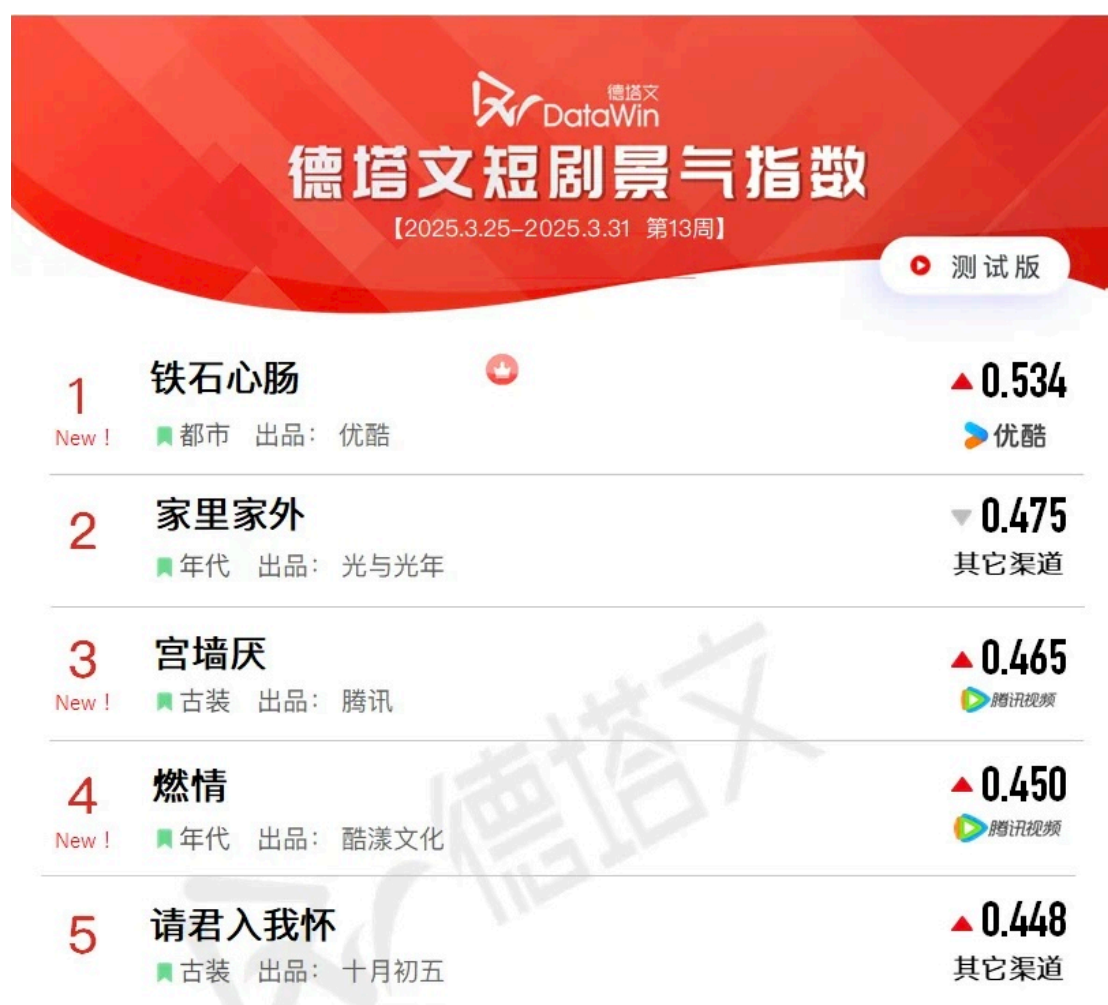 德塔文
DataWin
德塔文短剧景气指数
【2025.3.25-2025.3.31 第13周】
测试版
1
New!
铁石心肠
都市 出品： 优酷
0.534
优酷
2
家里家外
年代 出品： 光与光年
0.475
其它渠道
3
New!
宫墙厌
古装 出品： 腾讯
0.465
腾讯视频
4
New!
燃情
年代 出品： 酷漾文化
0.450
腾讯视频
5
请君入我怀
古装 出品： 十月初五
0.448
其它渠道
德塔文